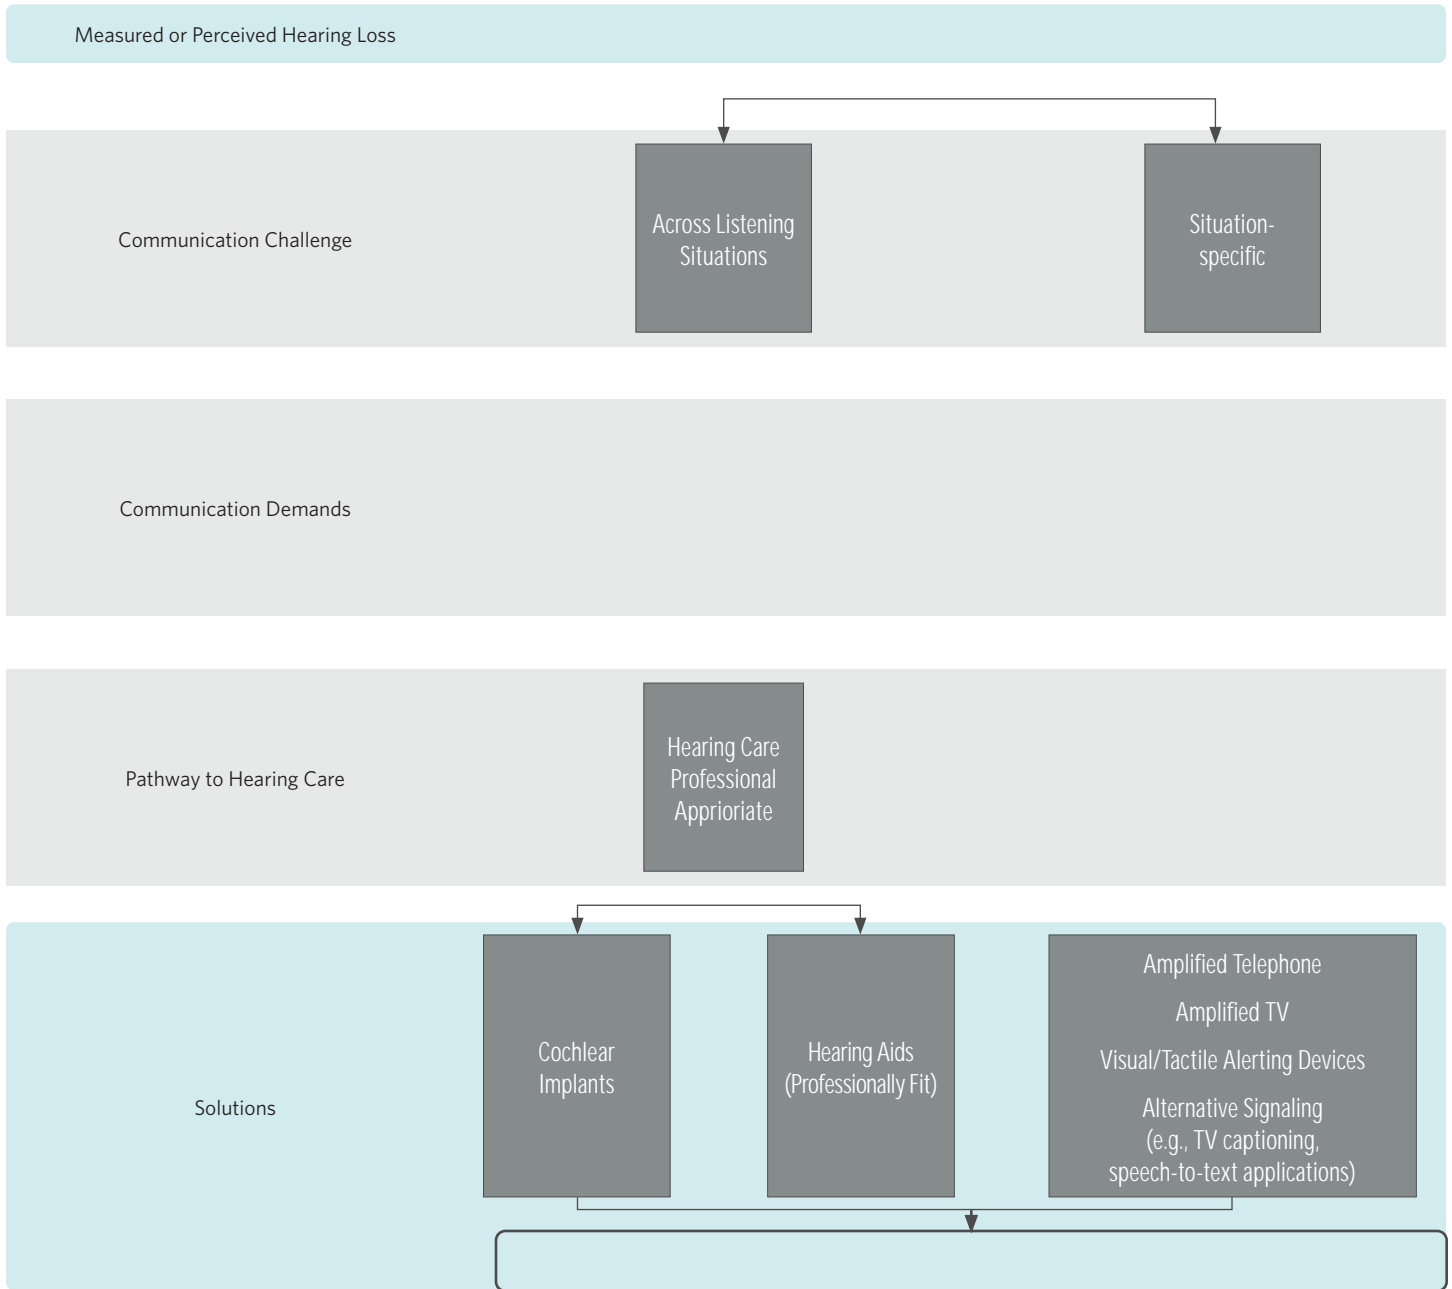 Measured or Perceived Hearing Loss
Communication Challenge
Across Listening
Situations
Situation-
specific
Communication Demands
Pathway to Hearing Care
Hearing Care
Professional
Approriate
Solutions
Cochlear
Implants
Hearing Aids
(Professionally Fit)
Amplified Telephone
Amplified TV
Visual/Tactile Alerting Devices
Alternative Signaling
(e.g., TV captioning,
speech-to-text applications)